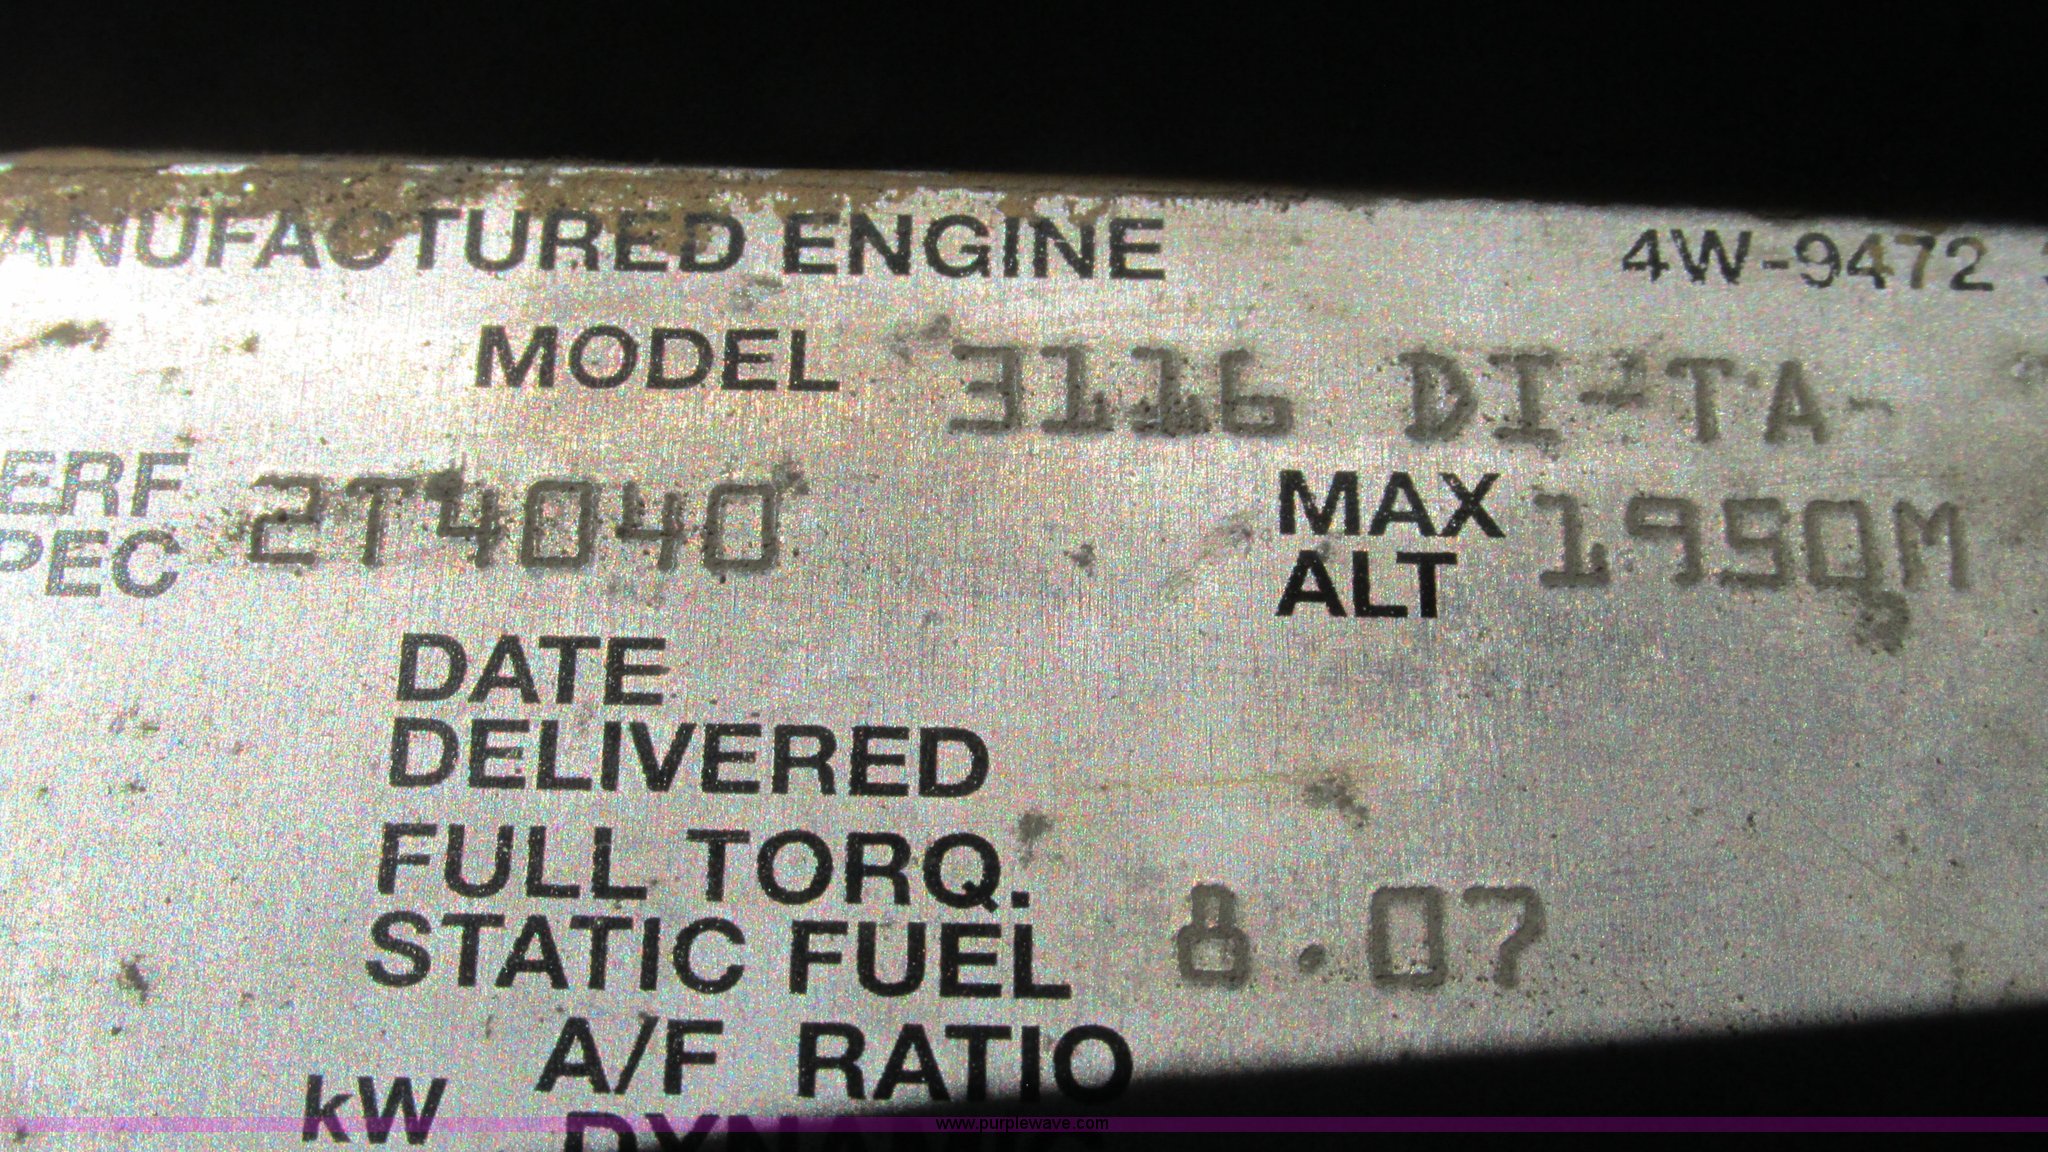 ANUFACTURED ENGINE 4W-9472
MODEL 3116 DI-TA-
ERF
PEC 2T4040
MAX
ALT 1950M
DATE
DELIVERED
FULL TORQ.
STATIC FUEL 8.07
A/F RATIO
kW
www.purplewave.com